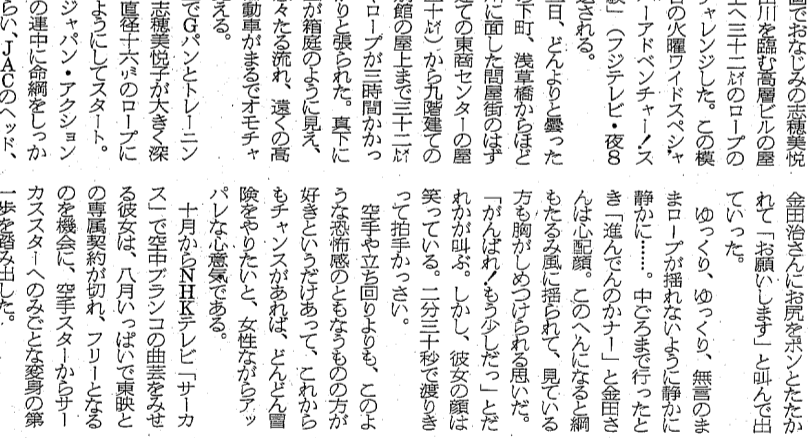 でおなじみの志穂美悦
田川を臨む高層ビルの屋
上へ三十二㍍のロープの
チャレンジした。この模
日の火曜ワイドスペシャ
ーアドベンチャー！ス
験」（フジテレビ・夜８
送される。
日、どんよりと曇った
の下町、浅草橋からほど
川に面した問屋街のはず
建ての東商センターの屋
三十㍍）から九階建ての
館の屋上まで三十二㍍
ロープが三時間かかっ
りと張られた。真下に
が箱庭のように見え、
々たる流れ、遠くの高
動車がまるでオモチャ
える。
でＧパンとトレーニン
志穂美悦子が大きく深
直径十六㍉のロープに
ようにしてスタート。
ジャパン・アクション
の連中に命綱をしっか
らい、ＪＡＣのヘッド、
金田治さんにお尻をポンとたたか
れて「お願いします」と叫んで出
ていった。
ゆっくり、ゆっくり、無言のま
まロープが揺れないように静かに
静かに……。中ごろまで行ったと
き「進んでんのかナー」と金田さ
んは心配顔。このへんになると綱
もたるみ風に揺られて、見ている
方も胸がしめつけられる思いだ。
「がんばれ！もう少しだっ」とだ
れかが叫ぶ。しかし、彼女の顔は
笑っている。二分三十秒で渡りき
って拍手かっさい。
空手や立ち回りよりも、このよ
うな恐怖感のともなうものの方が
好きというだけあって、これから
もチャンスがあれば、どんどん冒
険をやりたいと、女性ながらアッ
パレな心意気である。
十月からＮＨＫテレビ「サーカ
ス」で空中ブランコの曲芸をみせ
る彼女は、八月いっぱいで東映と
の専属契約が切れ、フリーとなる
のを機会に、空手スターからサー
カススターへのみごとな変身の第
一歩を踏み出した。